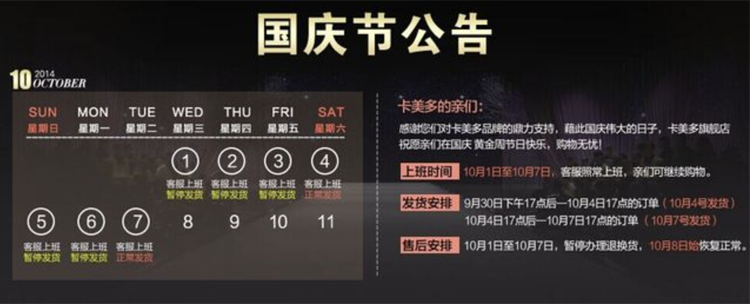 国庆节公告
10 2014
OCTOBER
SUN MON TUE WED THU FRI SAT
星期日 星期一 星期二 星期三 星期四 星期五 星期六
1 2 3 4
客服上班 客服上班 客服上班 客服上班
暂停发货 暂停发货 暂停发货 正常发货
5 6 7 8 9 10 11
客服上班 客服上班 客服上班
暂停发货 暂停发货 正常发货
卡美多的亲们:
感谢您们对卡美多品牌的鼎力支持,藉此国庆伟大的日子,卡美多旗舰店
祝愿亲们在国庆 黄金周节日快乐,购物无忧!
上班时间 10月1日至10月7日,客服照常上班,亲们可继续购物。
发货安排 9月30日下午17点后—10月4日17点的订单(10月4号发货)
10月4日17点后—10月7日17点的订单(10月7号发货)
售后安排 10月1日至10月7日,暂停办理退换货,10月8日始恢复正常。